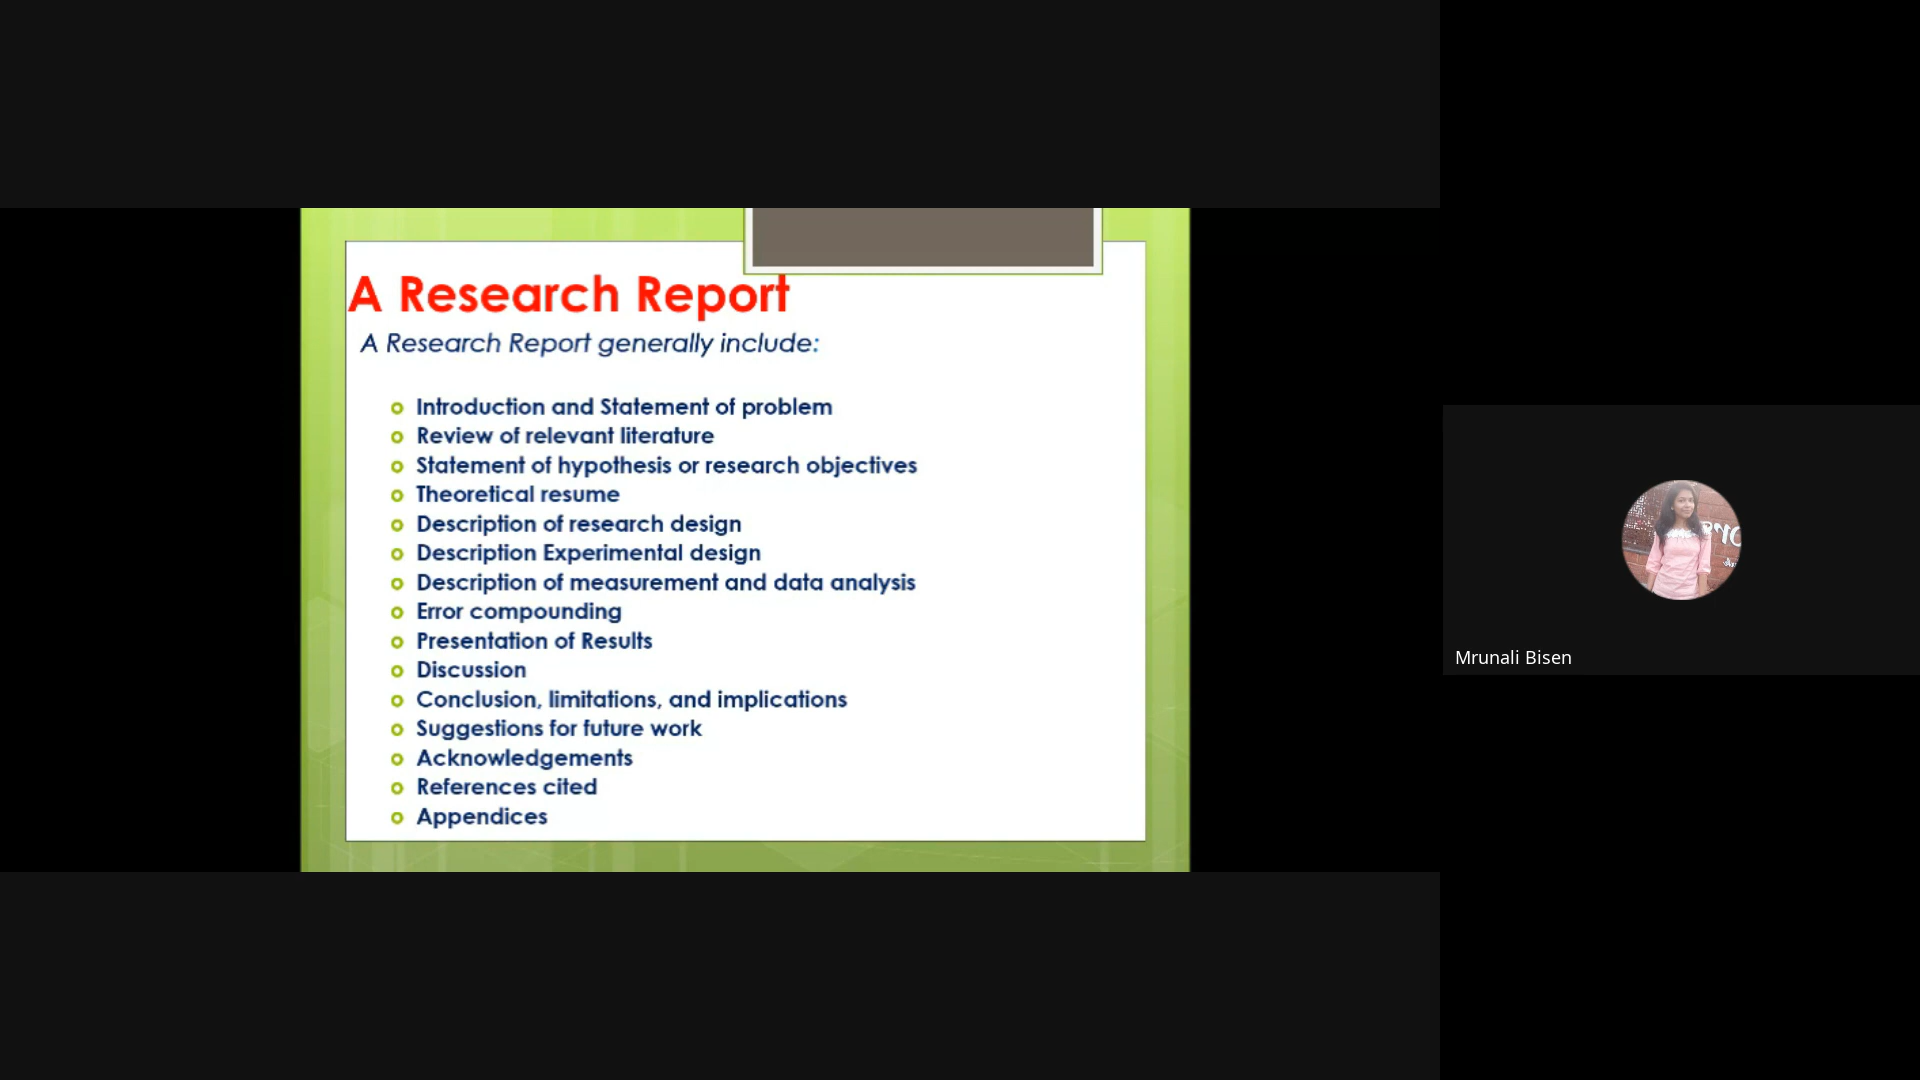 A Research Report
A Research Report generally include:
Introduction and Statement of problem
Review of relevant literature
Statement of hypothesis or research objectives
Theoretical resume
Description of research design
Description Experimental design
Description of measurement and data analysis
Error compounding
Presentation of Results
Discussion
Conclusion, limitations, and implications
Suggestions for future work
Acknowledgements
References cited
Appendices
Mrunali Bisen